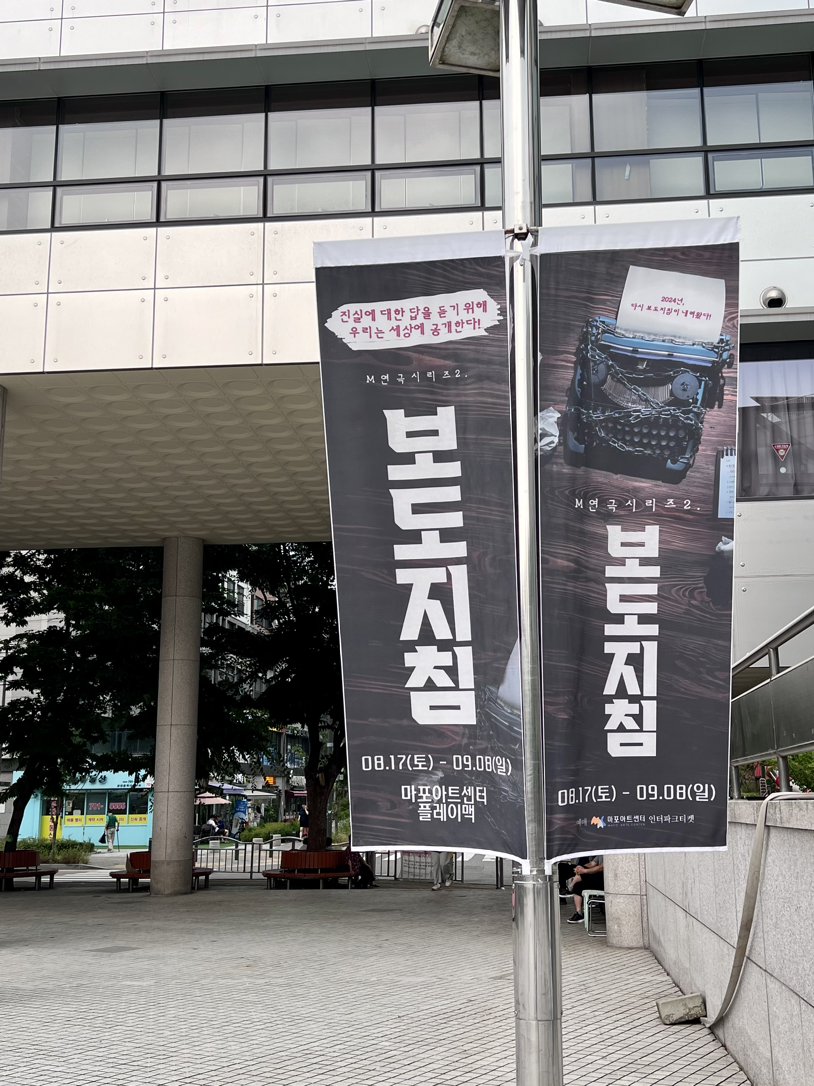 진실에 대한 답을 듣기 위해
우리는 세상에 공개한다!
M연극시리즈2.
보도지침
08.17(토) - 09.08(일)
마포아트센터
플레이맥
2024년,
다시 보도지침이 내려왔다!
M연극시리즈2.
보도지침
08.17(토) - 09.08(일)
예매 마포아트센터 인터파크티켓